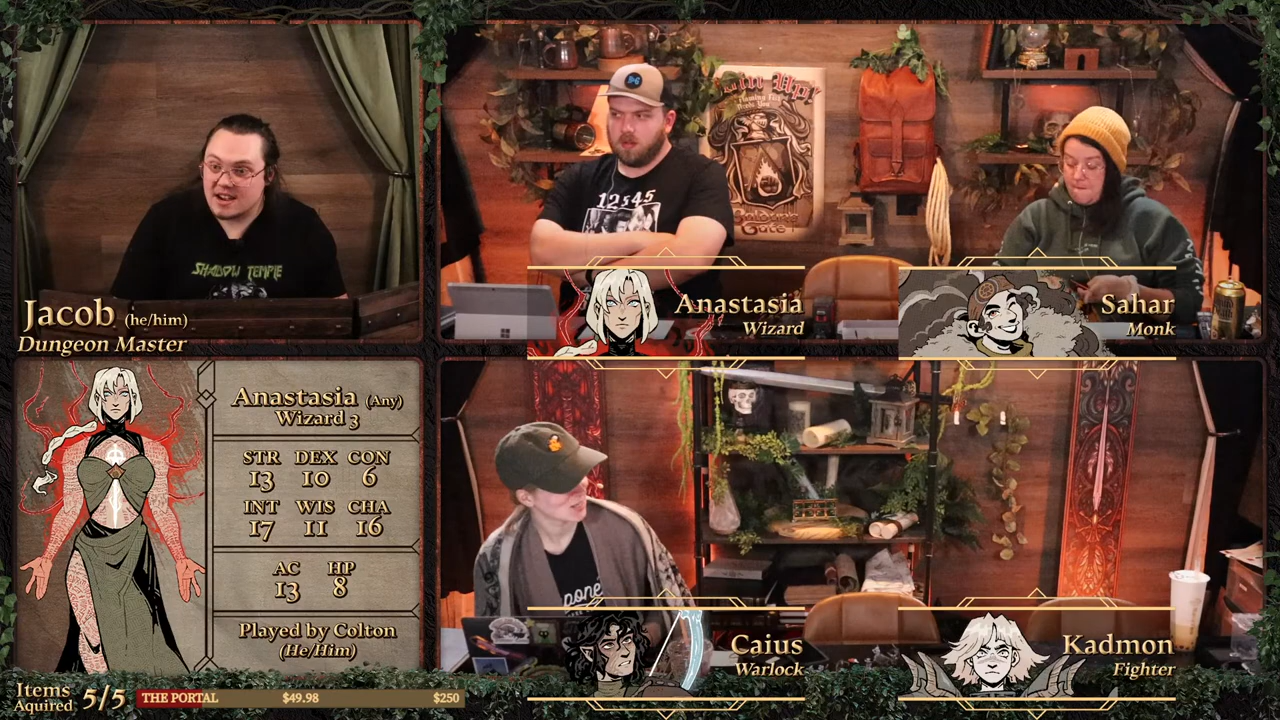 SHADOW TEMPLE
Jacob (he/him)
Dungeon Master
12345
Baldur's
Gate!
Anastasia
Wizard
Sahar
Monk
Anastasia (Any)
Wizard 3
STR DEX CON
13 10 6
INT WIS CHA
17 11 16
AC HP
13 8
Played by Colton
(He/Him)
Caius
Warlock
Kadmon
Fighter
Items
Aquired
5/5
THE PORTAL $49.98 $250